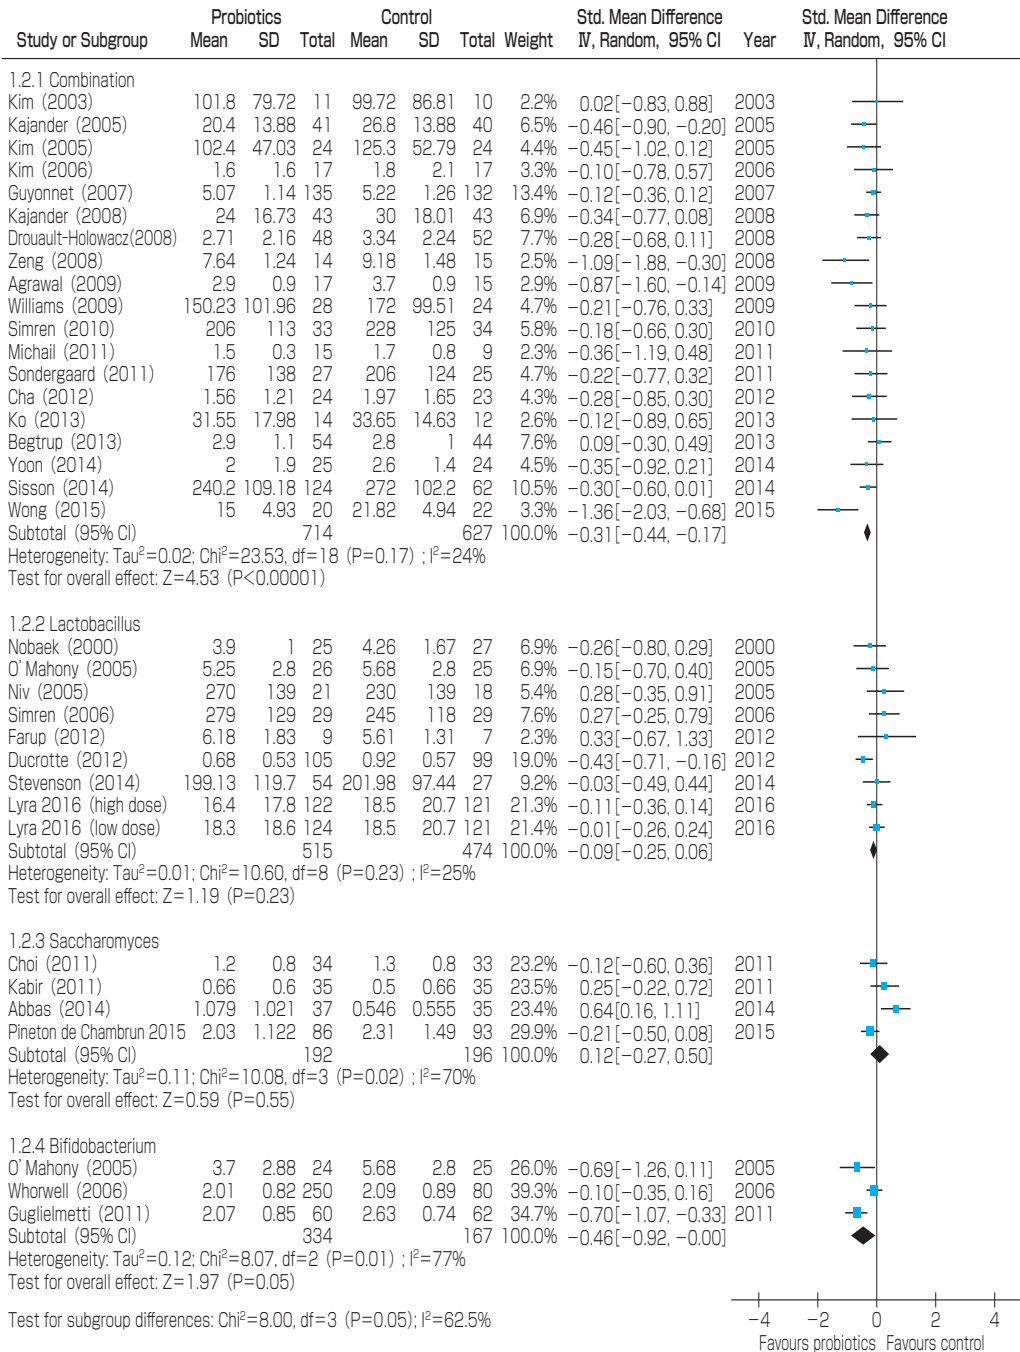 Probiotics Control Std. Mean Difference Std. Mean Difference
Study or Subgroup Mean SD Total Mean SD Total Weight IV, Random, 95% CI Year IV, Random, 95% CI
1.2.1 Combination
Kim (2003) 101.8 79.72 11 99.72 86.81 10 2.2% 0.02[−0.83, 0.88] 2003
Kajander (2005) 20.4 13.88 41 26.8 13.88 40 6.5% −0.46[−0.90, −0.20] 2005
Kim (2005) 102.4 47.03 24 125.3 52.79 24 4.4% −0.45[−1.02, 0.12] 2005
Kim (2006) 1.6 1.6 17 1.8 2.1 17 3.3% −0.10[−0.78, 0.57] 2006
Guyonnet (2007) 5.07 1.14 135 5.22 1.26 132 13.4% −0.12[−0.36, 0.12] 2007
Kajander (2008) 24 16.73 43 30 18.01 43 6.9% −0.34[−0.77, 0.08] 2008
Drouault-Holowacz(2008) 2.71 2.16 48 3.34 2.24 52 7.7% −0.28[−0.68, 0.11] 2008
Zeng (2008) 7.64 1.24 14 9.18 1.48 15 2.5% −1.09[−1.88, −0.30] 2008
Agrawal (2009) 2.9 0.9 17 3.7 0.9 15 2.9% −0.87[−1.60, −0.14] 2009
Williams (2009) 150.23 101.96 28 172 99.51 24 4.7% −0.21[−0.76, 0.33] 2009
Simren (2010) 206 113 33 228 125 34 5.8% −0.18[−0.66, 0.30] 2010
Michail (2011) 1.5 0.3 15 1.7 0.8 9 2.3% −0.36[−1.19, 0.48] 2011
Sondergaard (2011) 176 138 27 206 124 25 4.7% −0.22[−0.77, 0.32] 2011
Cha (2012) 1.56 1.21 24 1.97 1.65 23 4.4% −0.28[−0.85, 0.30] 2012
Ko (2013) 31.55 17.98 14 33.65 14.63 12 2.6% −0.12[−0.89, 0.65] 2013
Begtrup (2013) 2.9 1.1 54 2.8 1 44 7.6% 0.09[−0.30, 0.49] 2013
Yoon (2014) 2 1.9 25 2.6 1.4 24 4.5% −0.35[−0.92, 0.21] 2014
Sisson (2014) 240.2 109.18 124 272 102.2 62 10.5% −0.30[−0.60, 0.01] 2014
Wong (2015) 15 4.93 20 21.82 4.94 22 3.3% −1.36[−2.03, −0.68] 2015
Subtotal (95% CI) 714 627 100.0% −0.31[−0.44, −0.17]
Heterogeneity: Tau²=0.02; Chi²=23.53, df=18 (P=0.17) ; I²=24%
Test for overall effect: Z=4.53 (P<0.00001)
1.2.2 Lactobacillus
Nobaek (2000) 3.9 1 25 4.26 1.67 27 6.9% −0.26[−0.80, 0.29] 2000
O' Mahony (2005) 5.25 2.8 26 5.68 2.8 25 6.9% −0.15[−0.70, 0.40] 2005
Niv (2005) 270 139 21 230 139 18 5.4% 0.28[−0.35, 0.91] 2005
Simren (2006) 279 129 29 245 118 29 7.6% 0.27[−0.25, 0.79] 2006
Farup (2012) 6.18 1.83 9 5.61 1.31 7 2.3% 0.33[−0.67, 1.33] 2012
Ducrotte (2012) 0.68 0.53 105 0.92 0.57 99 19.0% −0.43[−0.71, −0.16] 2012
Stevenson (2014) 199.13 119.7 54 201.98 97.44 27 9.2% −0.03[−0.49, 0.44] 2014
Lyra 2016 (high dose) 16.4 17.8 122 18.5 20.7 121 21.3% −0.11[−0.36, 0.14] 2016
Lyra 2016 (low dose) 18.3 18.6 124 18.5 20.7 121 21.4% −0.01[−0.26, 0.24] 2016
Subtotal (95% CI) 515 474 100.0% −0.09[−0.25, 0.06]
Heterogeneity: Tau²=0.01; Chi²=10.60, df=8 (P=0.23) ; I²=25%
Test for overall effect: Z=1.19 (P=0.23)
1.2.3 Saccharomyces
Choi (2011) 1.2 0.8 34 1.3 0.8 33 23.2% −0.12[−0.60, 0.36] 2011
Kabir (2011) 0.66 0.6 35 0.5 0.66 35 23.5% 0.25[−0.22, 0.72] 2011
Abbas (2014) 1.079 1.021 37 0.546 0.555 35 23.4% 0.64[0.16, 1.11] 2014
Pineton de Chambrun 2015 2.03 1.122 86 2.31 1.49 93 29.9% −0.21[−0.50, 0.08] 2015
Subtotal (95% CI) 192 196 100.0% 0.12[−0.27, 0.50]
Heterogeneity: Tau²=0.11; Chi²=10.08, df=3 (P=0.02) ; I²=70%
Test for overall effect: Z=0.59 (P=0.55)
1.2.4 Bifidobacterium
O' Mahony (2005) 3.7 2.88 24 5.68 2.8 25 26.0% −0.69[−1.26, 0.11] 2005
Whorwell (2006) 2.01 0.82 250 2.09 0.89 80 39.3% −0.10[−0.35, 0.16] 2006
Guglielmetti (2011) 2.07 0.85 60 2.63 0.74 62 34.7% −0.70[−1.07, −0.33] 2011
Subtotal (95% CI) 334 167 100.0% −0.46[−0.92, −0.00]
Heterogeneity: Tau²=0.12; Chi²=8.07, df=2 (P=0.01) ; I²=77%
Test for overall effect: Z=1.97 (P=0.05)
Test for subgroup differences: Chi²=8.00, df=3 (P=0.05); I²=62.5%
−4 −2 0 2 4
Favours probiotics Favours control